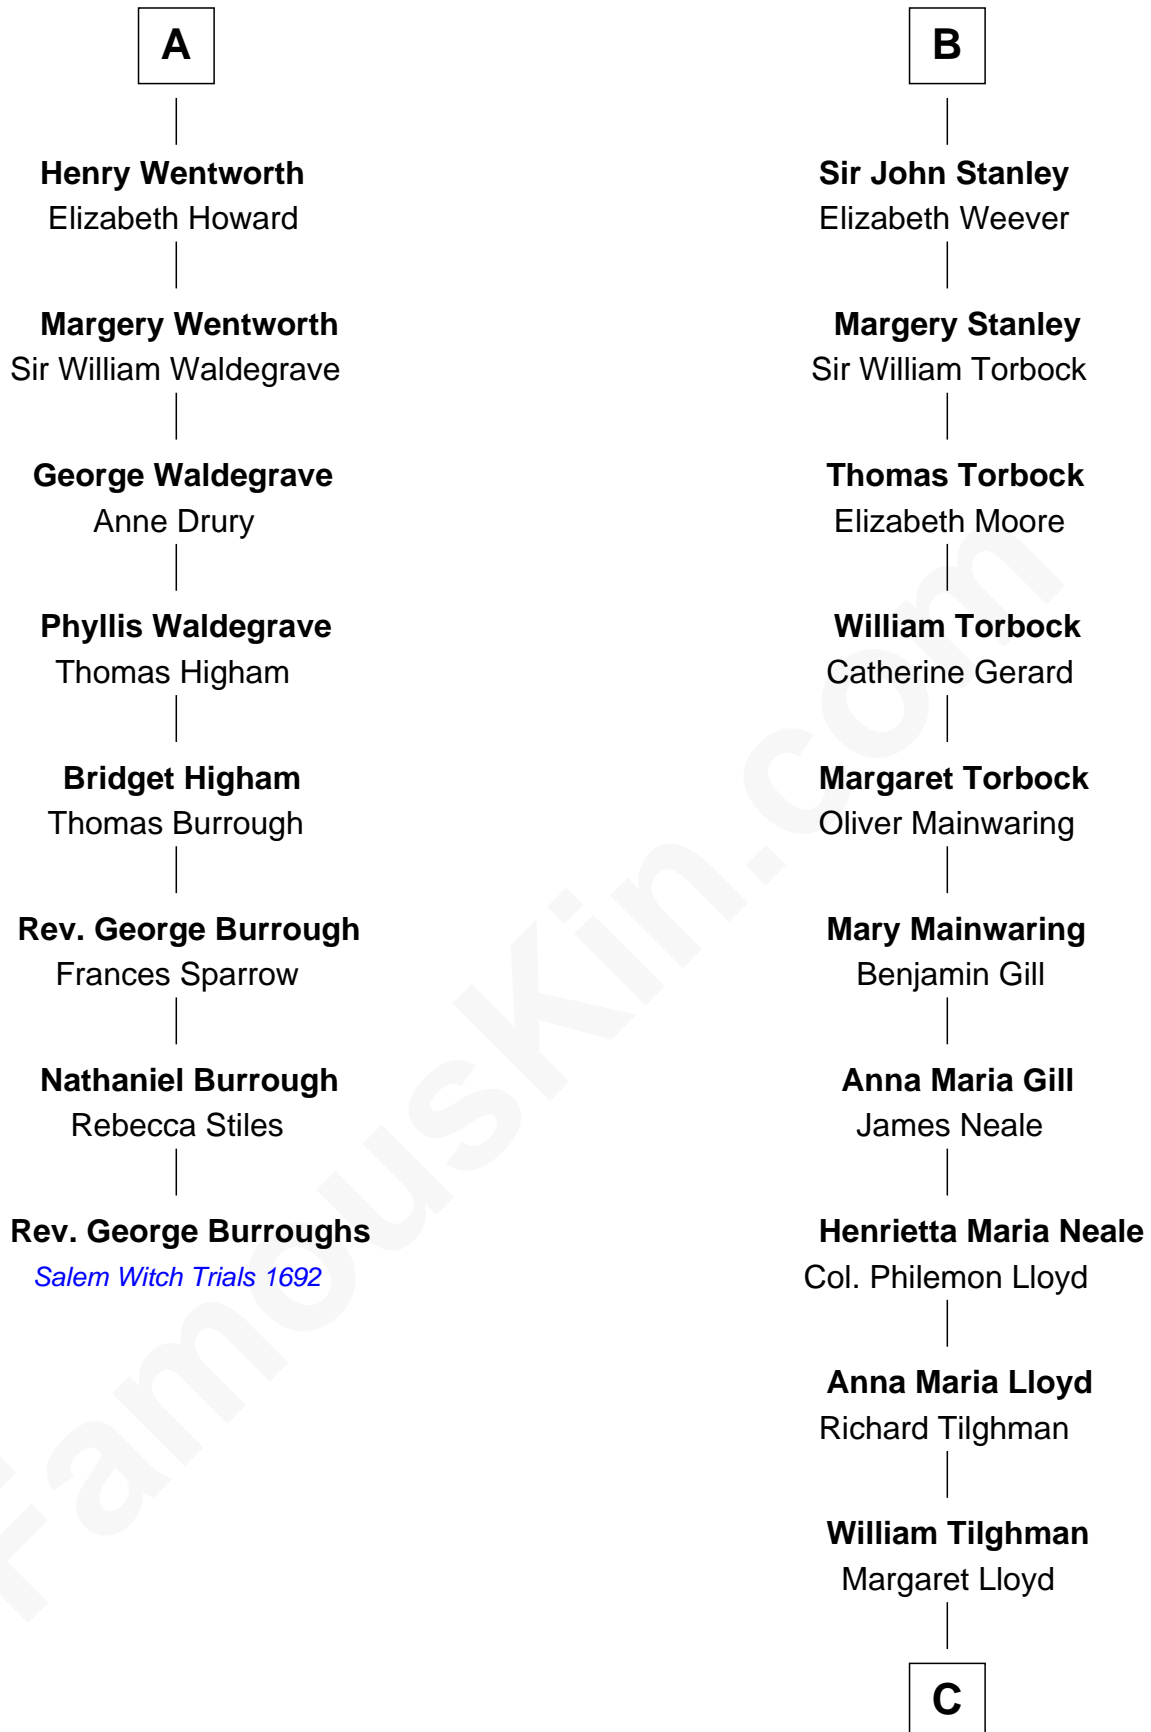 A
Henry Wentworth
Elizabeth Howard
Margery Wentworth
Sir William Waldegrave
George Waldegrave
Anne Drury
Phyllis Waldegrave
Thomas Higham
Bridget Higham
Thomas Burrough
Rev. George Burrough
Frances Sparrow
Nathaniel Burrough
Rebecca Stiles
Rev. George Burroughs
Salem Witch Trials 1692
B
Sir John Stanley
Elizabeth Weever
Margery Stanley
Sir William Torbock
Thomas Torbock
Elizabeth Moore
William Torbock
Catherine Gerard
Margaret Torbock
Oliver Mainwaring
Mary Mainwaring
Benjamin Gill
Anna Maria Gill
James Neale
Henrietta Maria Neale
Col. Philemon Lloyd
Anna Maria Lloyd
Richard Tilghman
William Tilghman
Margaret Lloyd
C
FamousKin.com